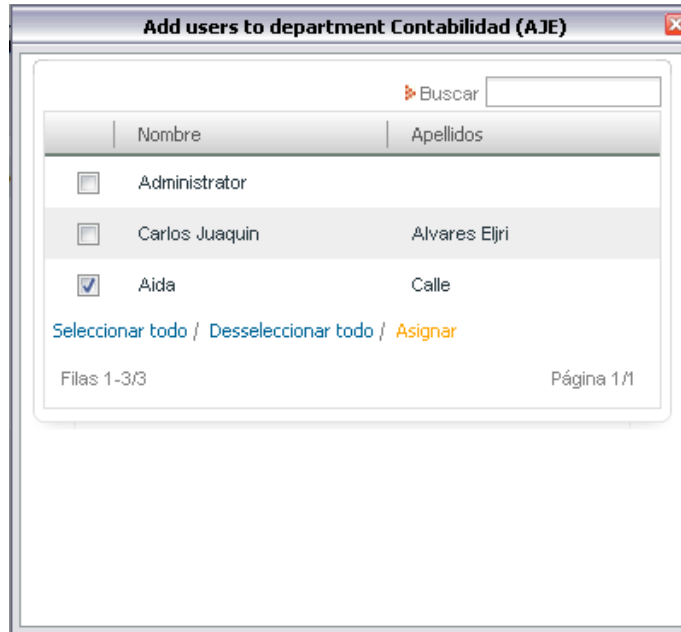 Add users to department Contabilidad (AJE)
Buscar
Nombre Apellidos
Administrator
Carlos Juaquin Alvares Eljri
Aida Calle
Seleccionar todo / Desseleccionar todo / Asignar
Filas 1-3/3 Página 1/1